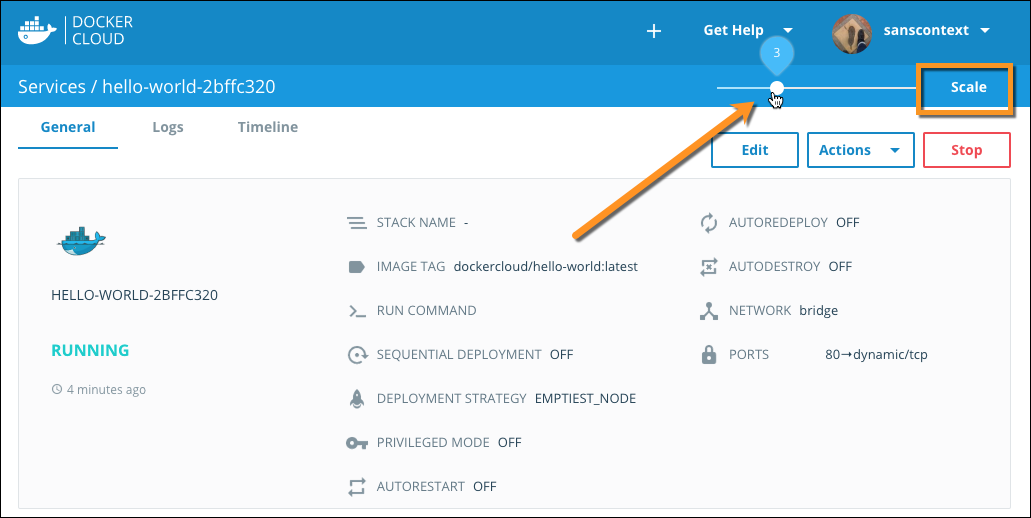 DOCKER
CLOUD
Get Help
sanscontext
3
Services / hello-world-2bffc320
Scale
General
Logs
Timeline
Edit
Actions
Stop
HELLO-WORLD-2BFFC320
RUNNING
4 minutes ago
STACK NAME -
IMAGE TAG dockercloud/hello-world:latest
RUN COMMAND
SEQUENTIAL DEPLOYMENT OFF
DEPLOYMENT STRATEGY EMPTIEST_NODE
PRIVILEGED MODE OFF
AUTORESTART OFF
AUTOREDEPLOY OFF
AUTODESTROY OFF
NETWORK bridge
PORTS 80→dynamic/tcp